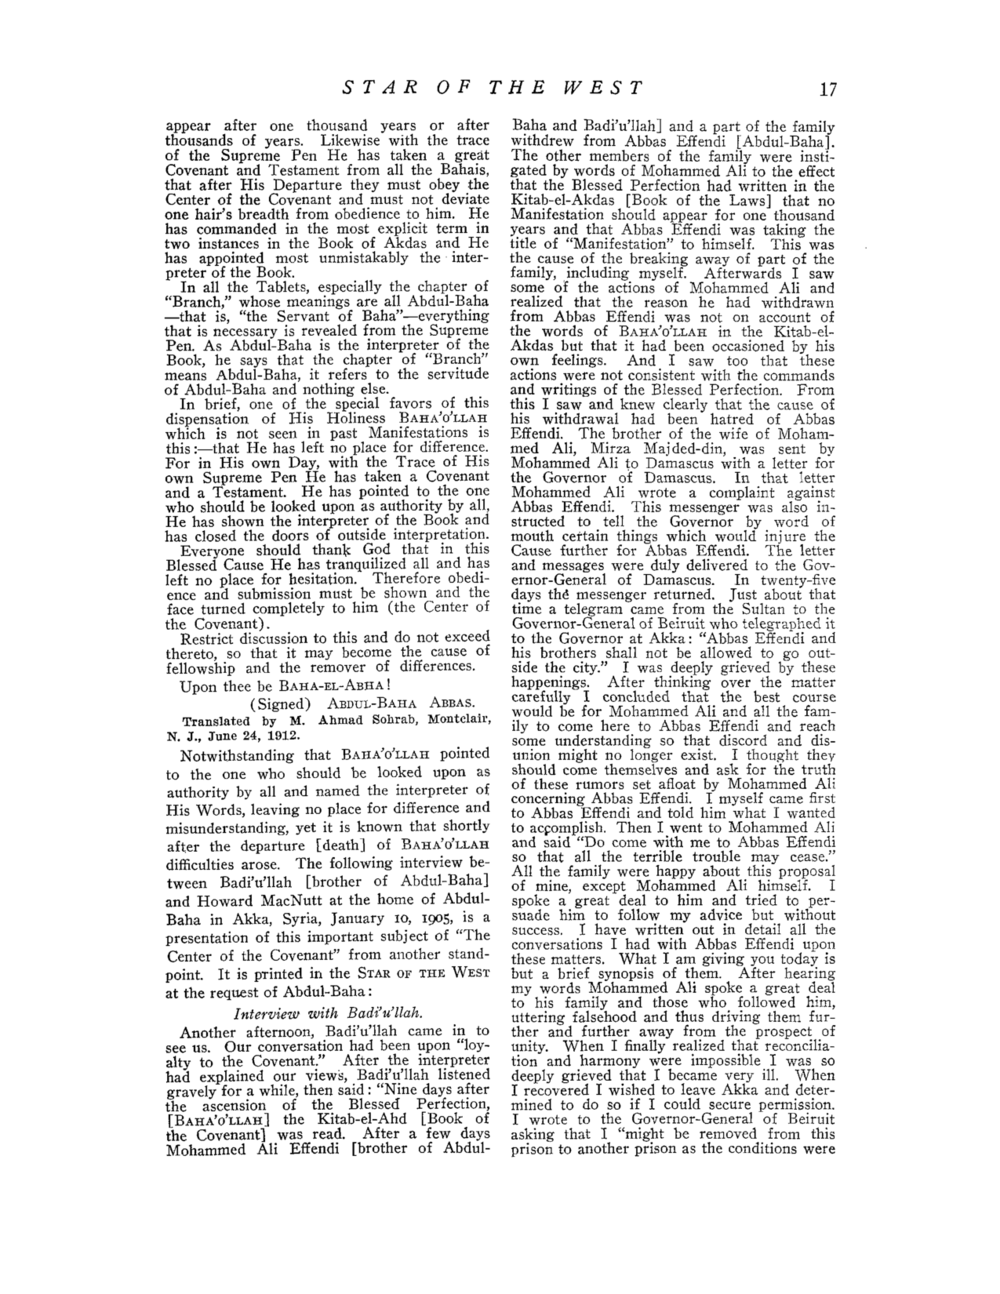 STAR OF THE WEST 17
appear after one thousand years or after
thousands of years. Likewise with the trace
of the Supreme Pen He has taken a great
Covenant and Testament from all the Bahais,
that after His Departure they must obey the
Center of the Covenant and must not deviate
one hair's breadth from obedience to him. He
has commanded in the most explicit term in
two instances in the Book of Akdas and He
has appointed most unmistakably the inter-
preter of the Book.
In all the Tablets, especially the chapter of
"Branch," whose meanings are all Abdul-Baha
—that is, "the Servant of Baha"—everything
that is necessary is revealed from the Supreme
Pen. As Abdul-Baha is the interpreter of the
Book, he says that the chapter of "Branch"
means Abdul-Baha, it refers to the servitude
of Abdul-Baha and nothing else.
In brief, one of the special favors of this
dispensation of His Holiness BAHA'O'LLAH
which is not seen in past Manifestations is
this:—that He has left no place for difference.
For in His own Day, with the Trace of His
own Supreme Pen He has taken a Covenant
and a Testament. He has pointed to the one
who should be looked upon as authority by all,
He has shown the interpreter of the Book and
has closed the doors of outside interpretation.
Everyone should thank God that in this
Blessed Cause He has tranquilized all and has
left no place for hesitation. Therefore obedi-
ence and submission must be shown and the
face turned completely to him (the Center of
the Covenant).
Restrict discussion to this and do not exceed
thereto, so that it may become the cause of
fellowship and the remover of differences.
Upon thee be BAHA-EL-ABHA!
(Signed) ABDUL-BAHA ABBAS.
Translated by M. Ahmad Sohrab, Montclair,
N. J., June 24, 1912.
Notwithstanding that BAHA'O'LLAH pointed
to the one who should be looked upon as
authority by all and named the interpreter of
His Words, leaving no place for difference and
misunderstanding, yet it is known that shortly
after the departure [death] of BAHA'O'LLAH
difficulties arose. The following interview be-
tween Badi'u'llah [brother of Abdul-Baha]
and Howard MacNutt at the home of Abdul-
Baha in Akka, Syria, January 10, 1905, is a
presentation of this important subject of "The
Center of the Covenant" from another stand-
point. It is printed in the STAR OF THE WEST
at the request of Abdul-Baha:
Interview with Badi'u'llah.
Another afternoon, Badi'u'llah came in to
see us. Our conversation had been upon "loy-
alty to the Covenant." After the interpreter
had explained our views, Badi'u'llah listened
gravely for a while, then said: "Nine days after
the ascension of the Blessed Perfection,
[BAHA'O'LLAH] the Kitab-el-Ahd [Book of
the Covenant] was read. After a few days
Mohammed Ali Effendi [brother of Abdul-
Baha and Badi'u'llah] and a part of the family
withdrew from Abbas Effendi [Abdul-Baha].
The other members of the family were insti-
gated by words of Mohammed Ali to the effect
that the Blessed Perfection had written in the
Kitab-el-Akdas [Book of the Laws] that no
Manifestation should appear for one thousand
years and that Abbas Effendi was taking the
title of "Manifestation" to himself. This was
the cause of the breaking away of part of the
family, including myself. Afterwards I saw
some of the actions of Mohammed Ali and
realized that the reason he had withdrawn
from Abbas Effendi was not on account of
the words of BAHA'O'LLAH in the Kitab-el-
Akdas but that it had been occasioned by his
own feelings. And I saw too that these
actions were not consistent with the commands
and writings of the Blessed Perfection. From
this I saw and knew clearly that the cause of
his withdrawal had been hatred of Abbas
Effendi. The brother of the wife of Moham-
med Ali, Mirza Majded-din, was sent by
Mohammed Ali to Damascus with a letter for
the Governor of Damascus. In that letter
Mohammed Ali wrote a complaint against
Abbas Effendi. This messenger was also in-
structed to tell the Governor by word of
mouth certain things which would injure the
Cause further for Abbas Effendi. The letter
and messages were duly delivered to the Gov-
ernor-General of Damascus. In twenty-five
days the messenger returned. Just about that
time a telegram came from the Sultan to the
Governor-General of Beirut who telegraphed it
to the Governor at Akka: "Abbas Effendi and
his brothers shall not be allowed to go out-
side the city." I was deeply grieved by these
happenings. After thinking over the matter
carefully I concluded that the best course
would be for Mohammed Ali and all the fam-
ily to come here to Abbas Effendi and reach
some understanding so that discord and dis-
union might no longer exist. I thought they
should come themselves and ask for the truth
of these rumors set afloat by Mohammed Ali
concerning Abbas Effendi. I myself came first
to Abbas Effendi and told him what I wanted
to accomplish. Then I went to Mohammed Ali
and said "Do come with me to Abbas Effendi
so that all the terrible trouble may cease."
All the family were happy about this proposal
of mine, except Mohammed Ali himself. I
spoke a great deal to him and tried to per-
suade him to follow my advice but without
success. I have written out in detail all the
conversations I had with Abbas Effendi upon
these matters. What I am giving you today is
but a brief synopsis of them. After hearing
my words Mohammed Ali spoke a great deal
to his family and those who followed him,
uttering falsehood and thus driving them fur-
ther and further away from the prospect of
unity. When I finally realized that reconcilia-
tion and harmony were impossible I was so
deeply grieved that I became very ill. When
I recovered I wished to leave Akka and deter-
mined to do so if I could secure permission.
I wrote to the Governor-General of Beirut
asking that I "might be removed from this
prison to another prison as the conditions were